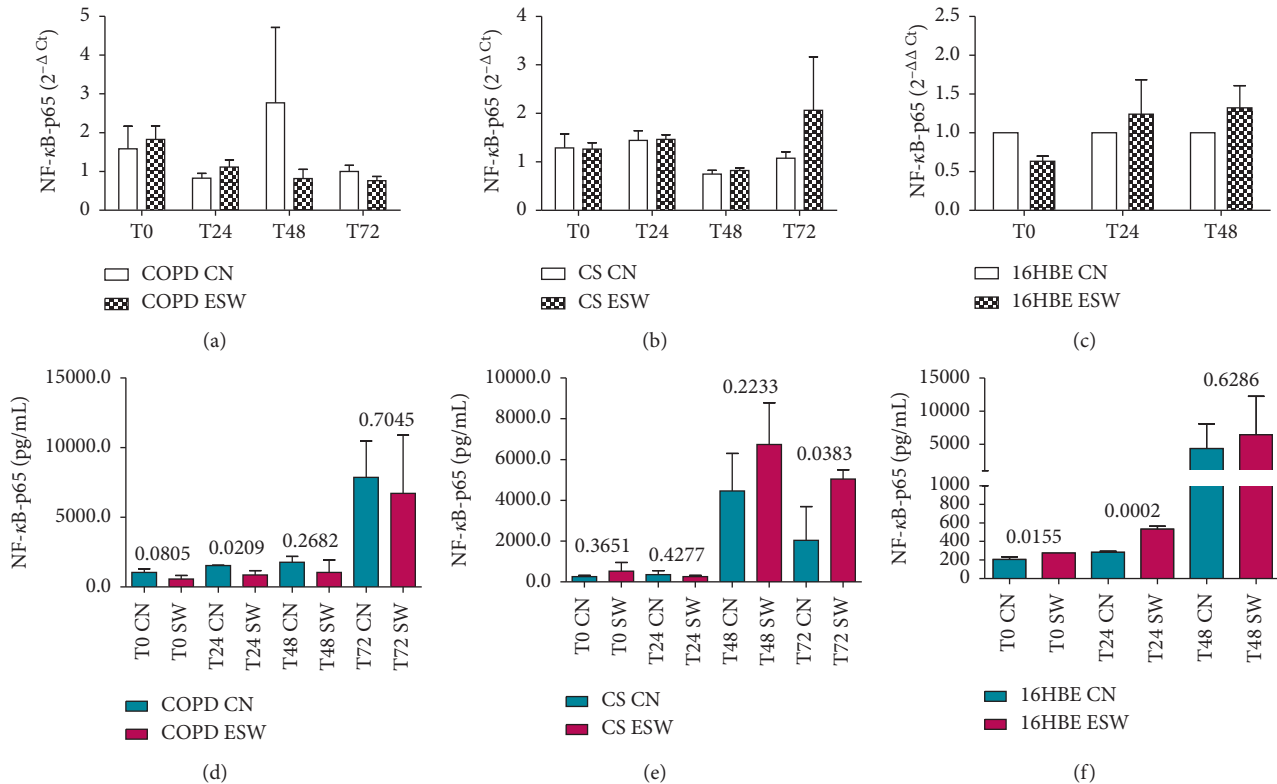 NF-κB-p65 (2^−Δ Ct)
5
4
3
2
1
0
T0 T24 T48 T72
COPD CN
COPD ESW
(a)
NF-κB-p65 (2^−Δ Ct)
4
3
2
1
0
T0 T24 T48 T72
CS CN
CS ESW
(b)
NF-κB-p65 (2^−ΔΔ Ct)
2.5
2.0
1.5
1.0
0.5
0.0
T0 T24 T48
16HBE CN
16HBE ESW
(c)
NF-κB-p65 (pg/mL)
15000.0
10000.0
5000.0
0.0
0.0805 0.0209 0.2682 0.7045
T0 CN
T0 SW
T24 CN
T24 SW
T48 CN
T48 SW
T72 CN
T72 SW
COPD CN
COPD ESW
(d)
NF-κB-p65 (pg/mL)
10000.0
8000.0
6000.0
4000.0
2000.0
0.0
0.3651 0.4277 0.2233 0.0383
T0 CN
T0 SW
T24 CN
T24 SW
T48 CN
T48 SW
T72 CN
T72 SW
CS CN
CS ESW
(e)
NF-κB-p65 (pg/mL)
15000
10000
5000
1000
800
600
400
200
0
0.0155 0.0002 0.6286
T0 CN
T0 SW
T24 CN
T24 SW
T48 CN
T48 SW
16HBE CN
16HBE ESW
(f)